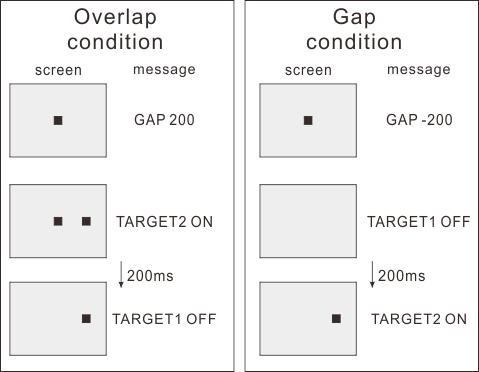 Overlap
condition
screen message
GAP 200
TARGET2 ON
200ms
TARGET1 OFF
Gap
condition
screen message
GAP -200
TARGET1 OFF
200ms
TARGET2 ON